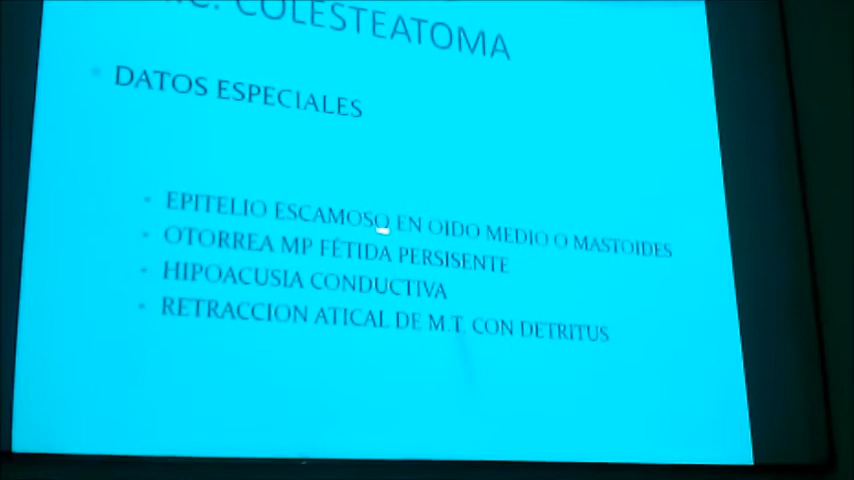 COLESTEATOMA
DATOS ESPECIALES
EPITELIO ESCAMOSO EN OIDO MEDIO O MASTOIDES
OTORREA MP FÉTIDA PERSISENTE
HIPOACUSIA CONDUCTIVA
RETRACCION ATICAL DE M.T. CON DETRITUS